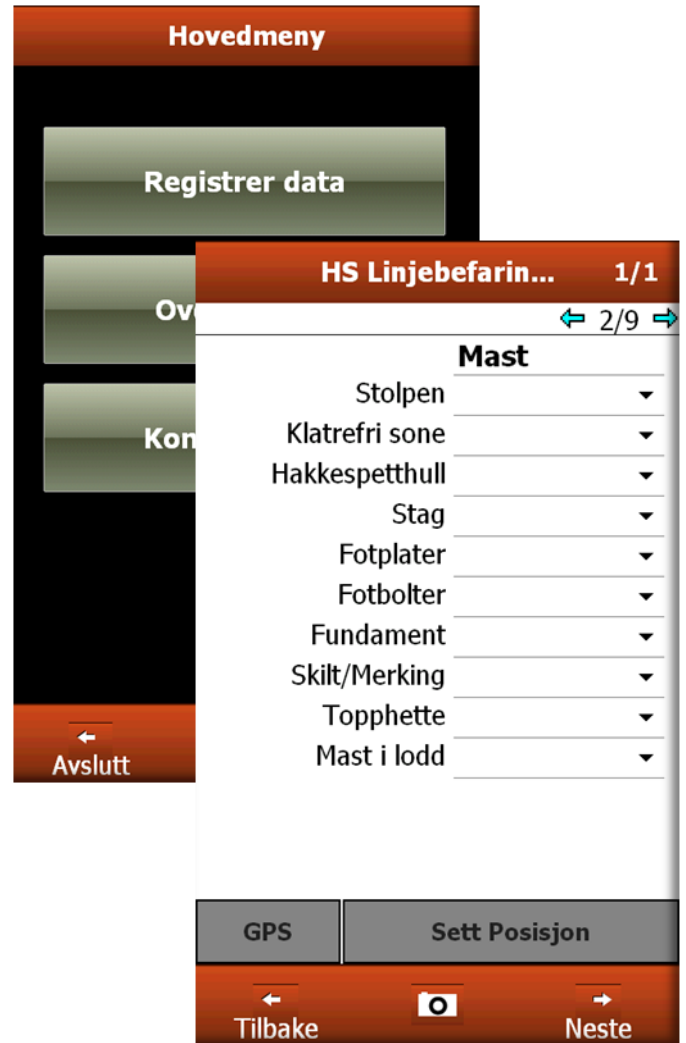 Hovedmeny
Registrer data
Ov
Kon
Avslutt
HS Linjebefarin... 1/1
2/9
Mast
Stolpen
Klatrefri sone
Hakkespetthull
Stag
Fotplater
Fotbolter
Fundament
Skilt/Merking
Topphette
Mast i lodd
GPS Sett Posisjon
Tilbake Neste